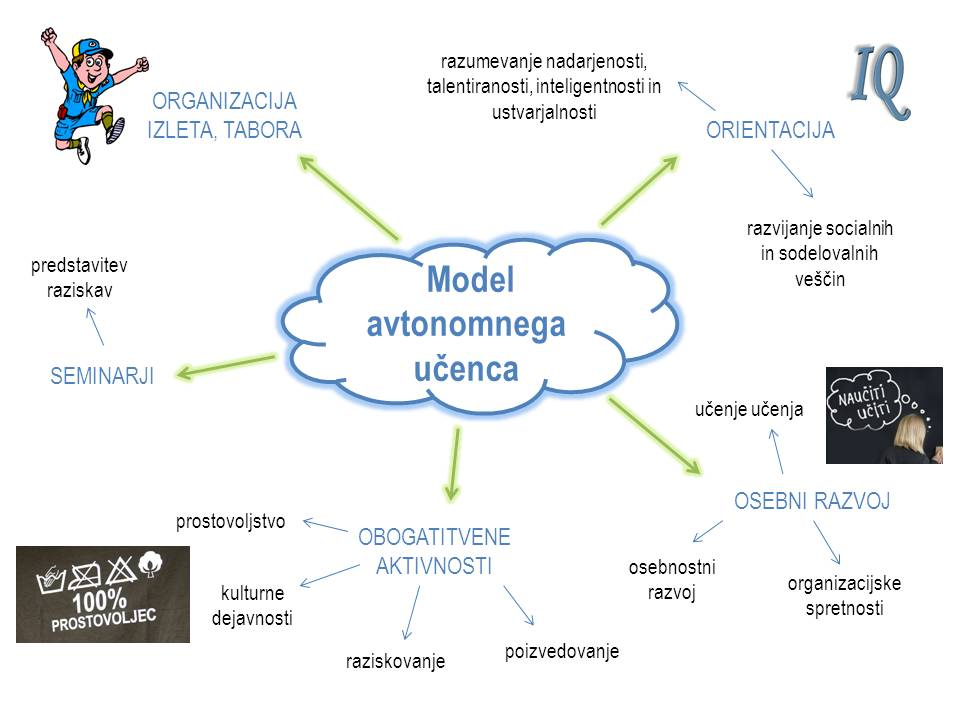 ORGANIZACIJA
IZLETA, TABORA
razumevanje nadarjenosti,
talentiranosti, inteligentnosti in
ustvarjalnosti
IQ
ORIENTACIJA
razvijanje socialnih
in sodelovalnih
veščin
predstavitev
raziskav
SEMINARJI
Model
avtonomnega
učenca
učenje učenja
NAUČITI
UČITI
OSEBNI RAZVOJ
osebnostni
razvoj
organizacijske
spretnosti
prostovoljstvo
OBOGATITVENE
AKTIVNOSTI
100%
PROSTOVOLJEC
kulturne
dejavnosti
raziskovanje
poizvedovanje